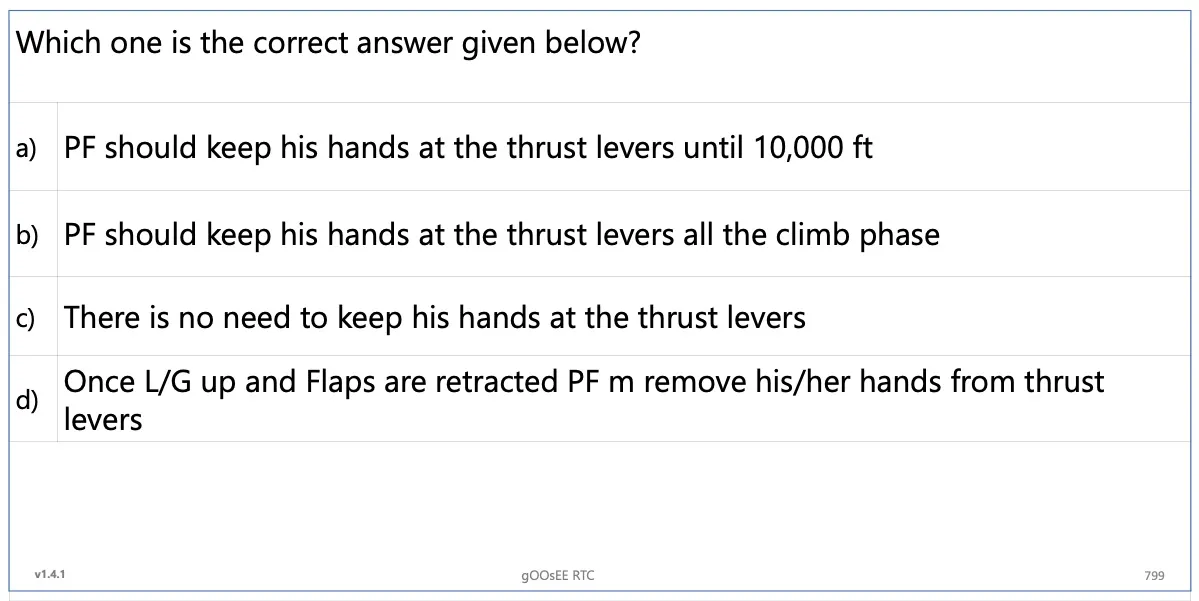 Which one is the correct answer given below?
a) PF should keep his hands at the thrust levers until 10,000 ft
b) PF should keep his hands at the thrust levers all the climb phase
c) There is no need to keep his hands at the thrust levers
d) Once L/G up and Flaps are retracted PF m remove his/her hands from thrust
levers
v1.4.1 gOOsEE RTC 799